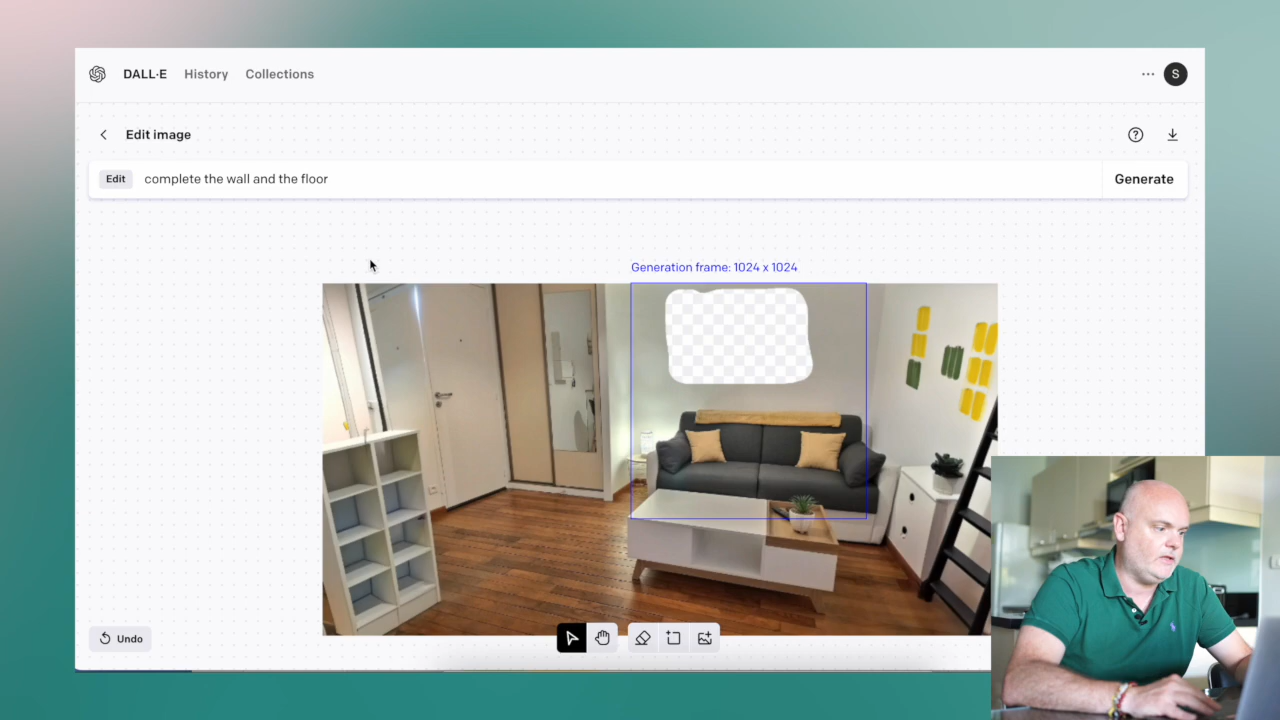 DALL·E History Collections
S
Edit image
Edit complete the wall and the floor Generate
Generation frame: 1024 x 1024
Undo